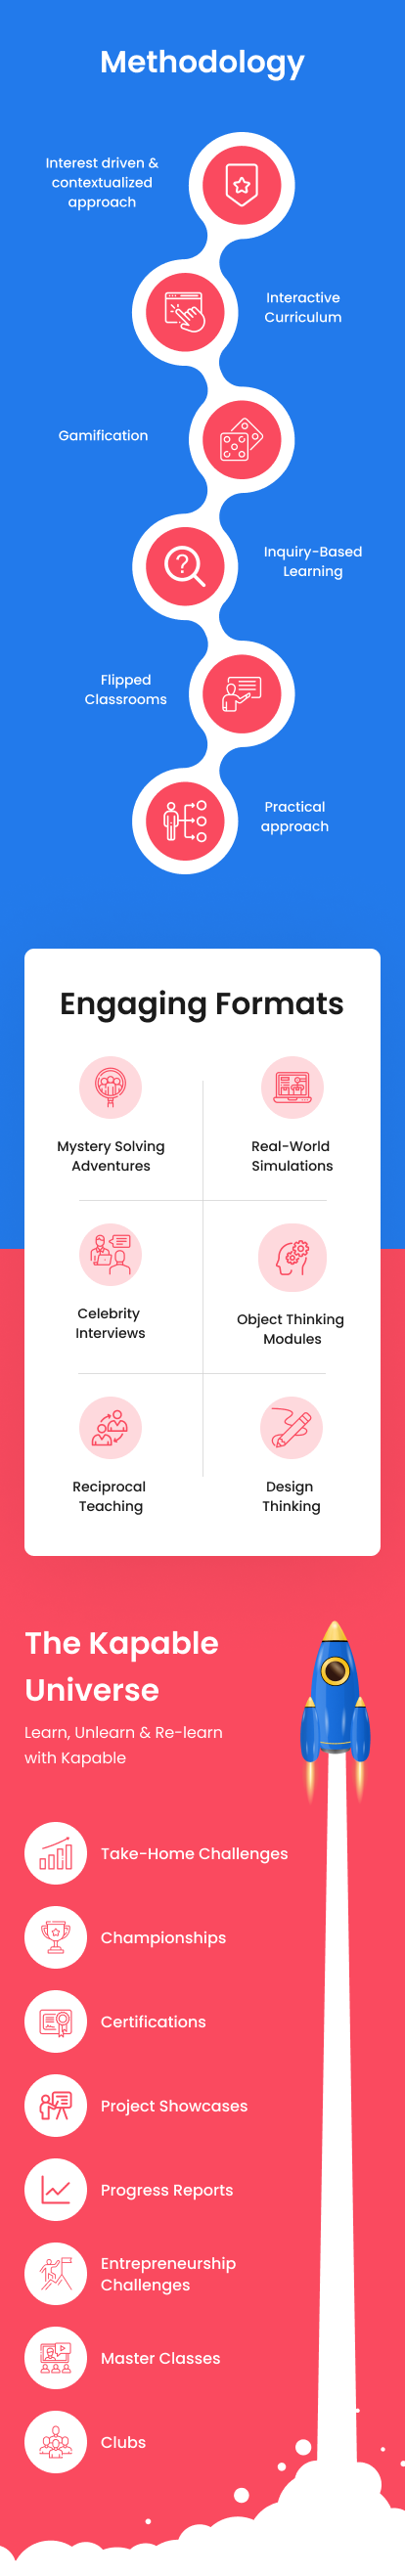 Methodology
Interest driven &
contextualized
approach
Interactive
Curriculum
Gamification
Inquiry-Based
Learning
Flipped
Classrooms
Practical
approach
Engaging Formats
Mystery Solving
Adventures
Real-World
Simulations
Celebrity
Interviews
Object Thinking
Modules
Reciprocal
Teaching
Design
Thinking
The Kapable
Universe
Learn, Unlearn & Re-learn
with Kapable
Take-Home Challenges
Championships
Certifications
Project Showcases
Progress Reports
Entrepreneurship
Challenges
Master Classes
Clubs